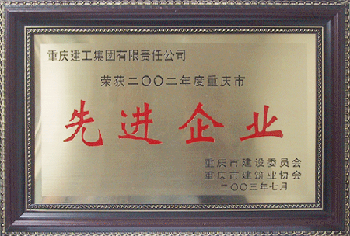 重庆建工集团有限责任公司
荣获二〇〇二年度重庆市
先进企业
重庆市建设委员会
重庆市建筑业协会
二〇〇三年七月